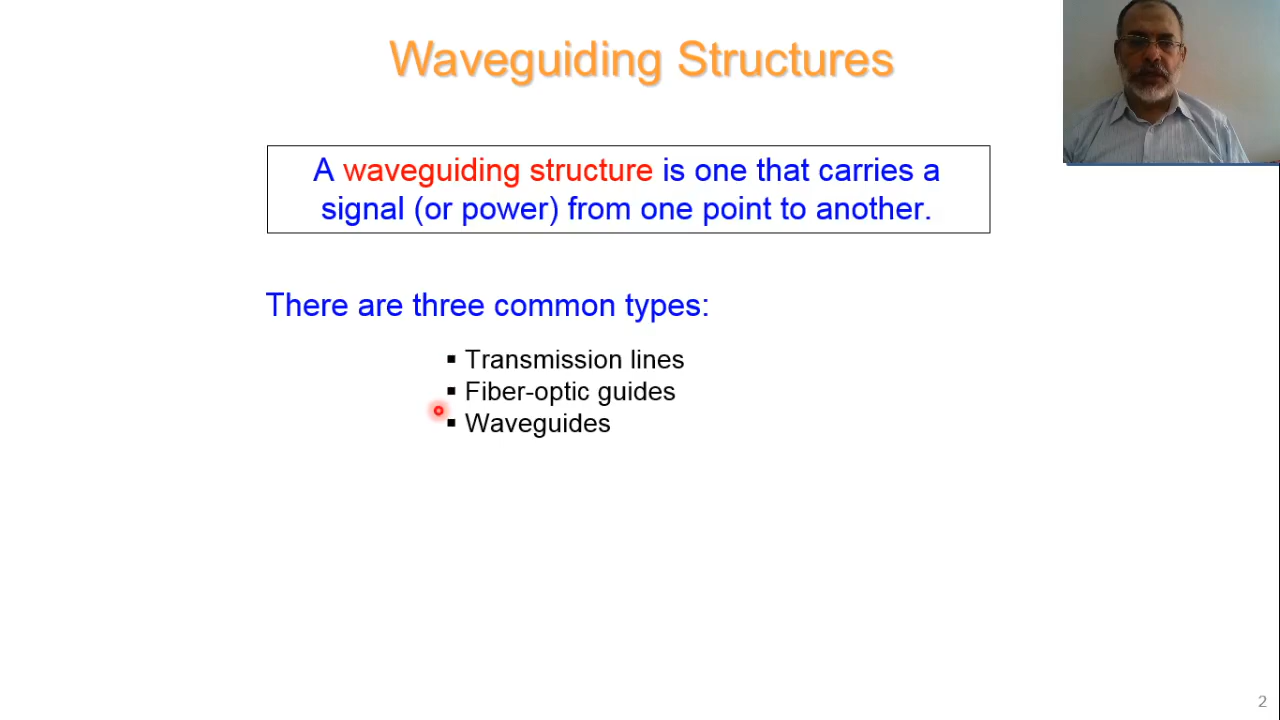 Waveguiding Structures
A waveguiding structure is one that carries a
signal (or power) from one point to another.
There are three common types:
▪ Transmission lines
▪ Fiber-optic guides
▪ Waveguides
2